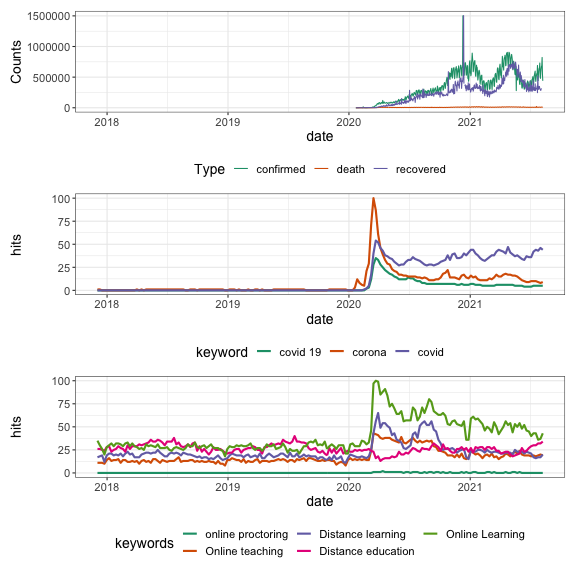 Counts
1500000
1000000
500000
0
2018 2019 2020 2021
date
Type confirmed death recovered
hits
100
75
50
25
0
2018 2019 2020 2021
date
keyword covid 19 corona covid
hits
100
75
50
25
0
2018 2019 2020 2021
date
keywords
online proctoring Distance learning Online Learning
Online teaching Distance education